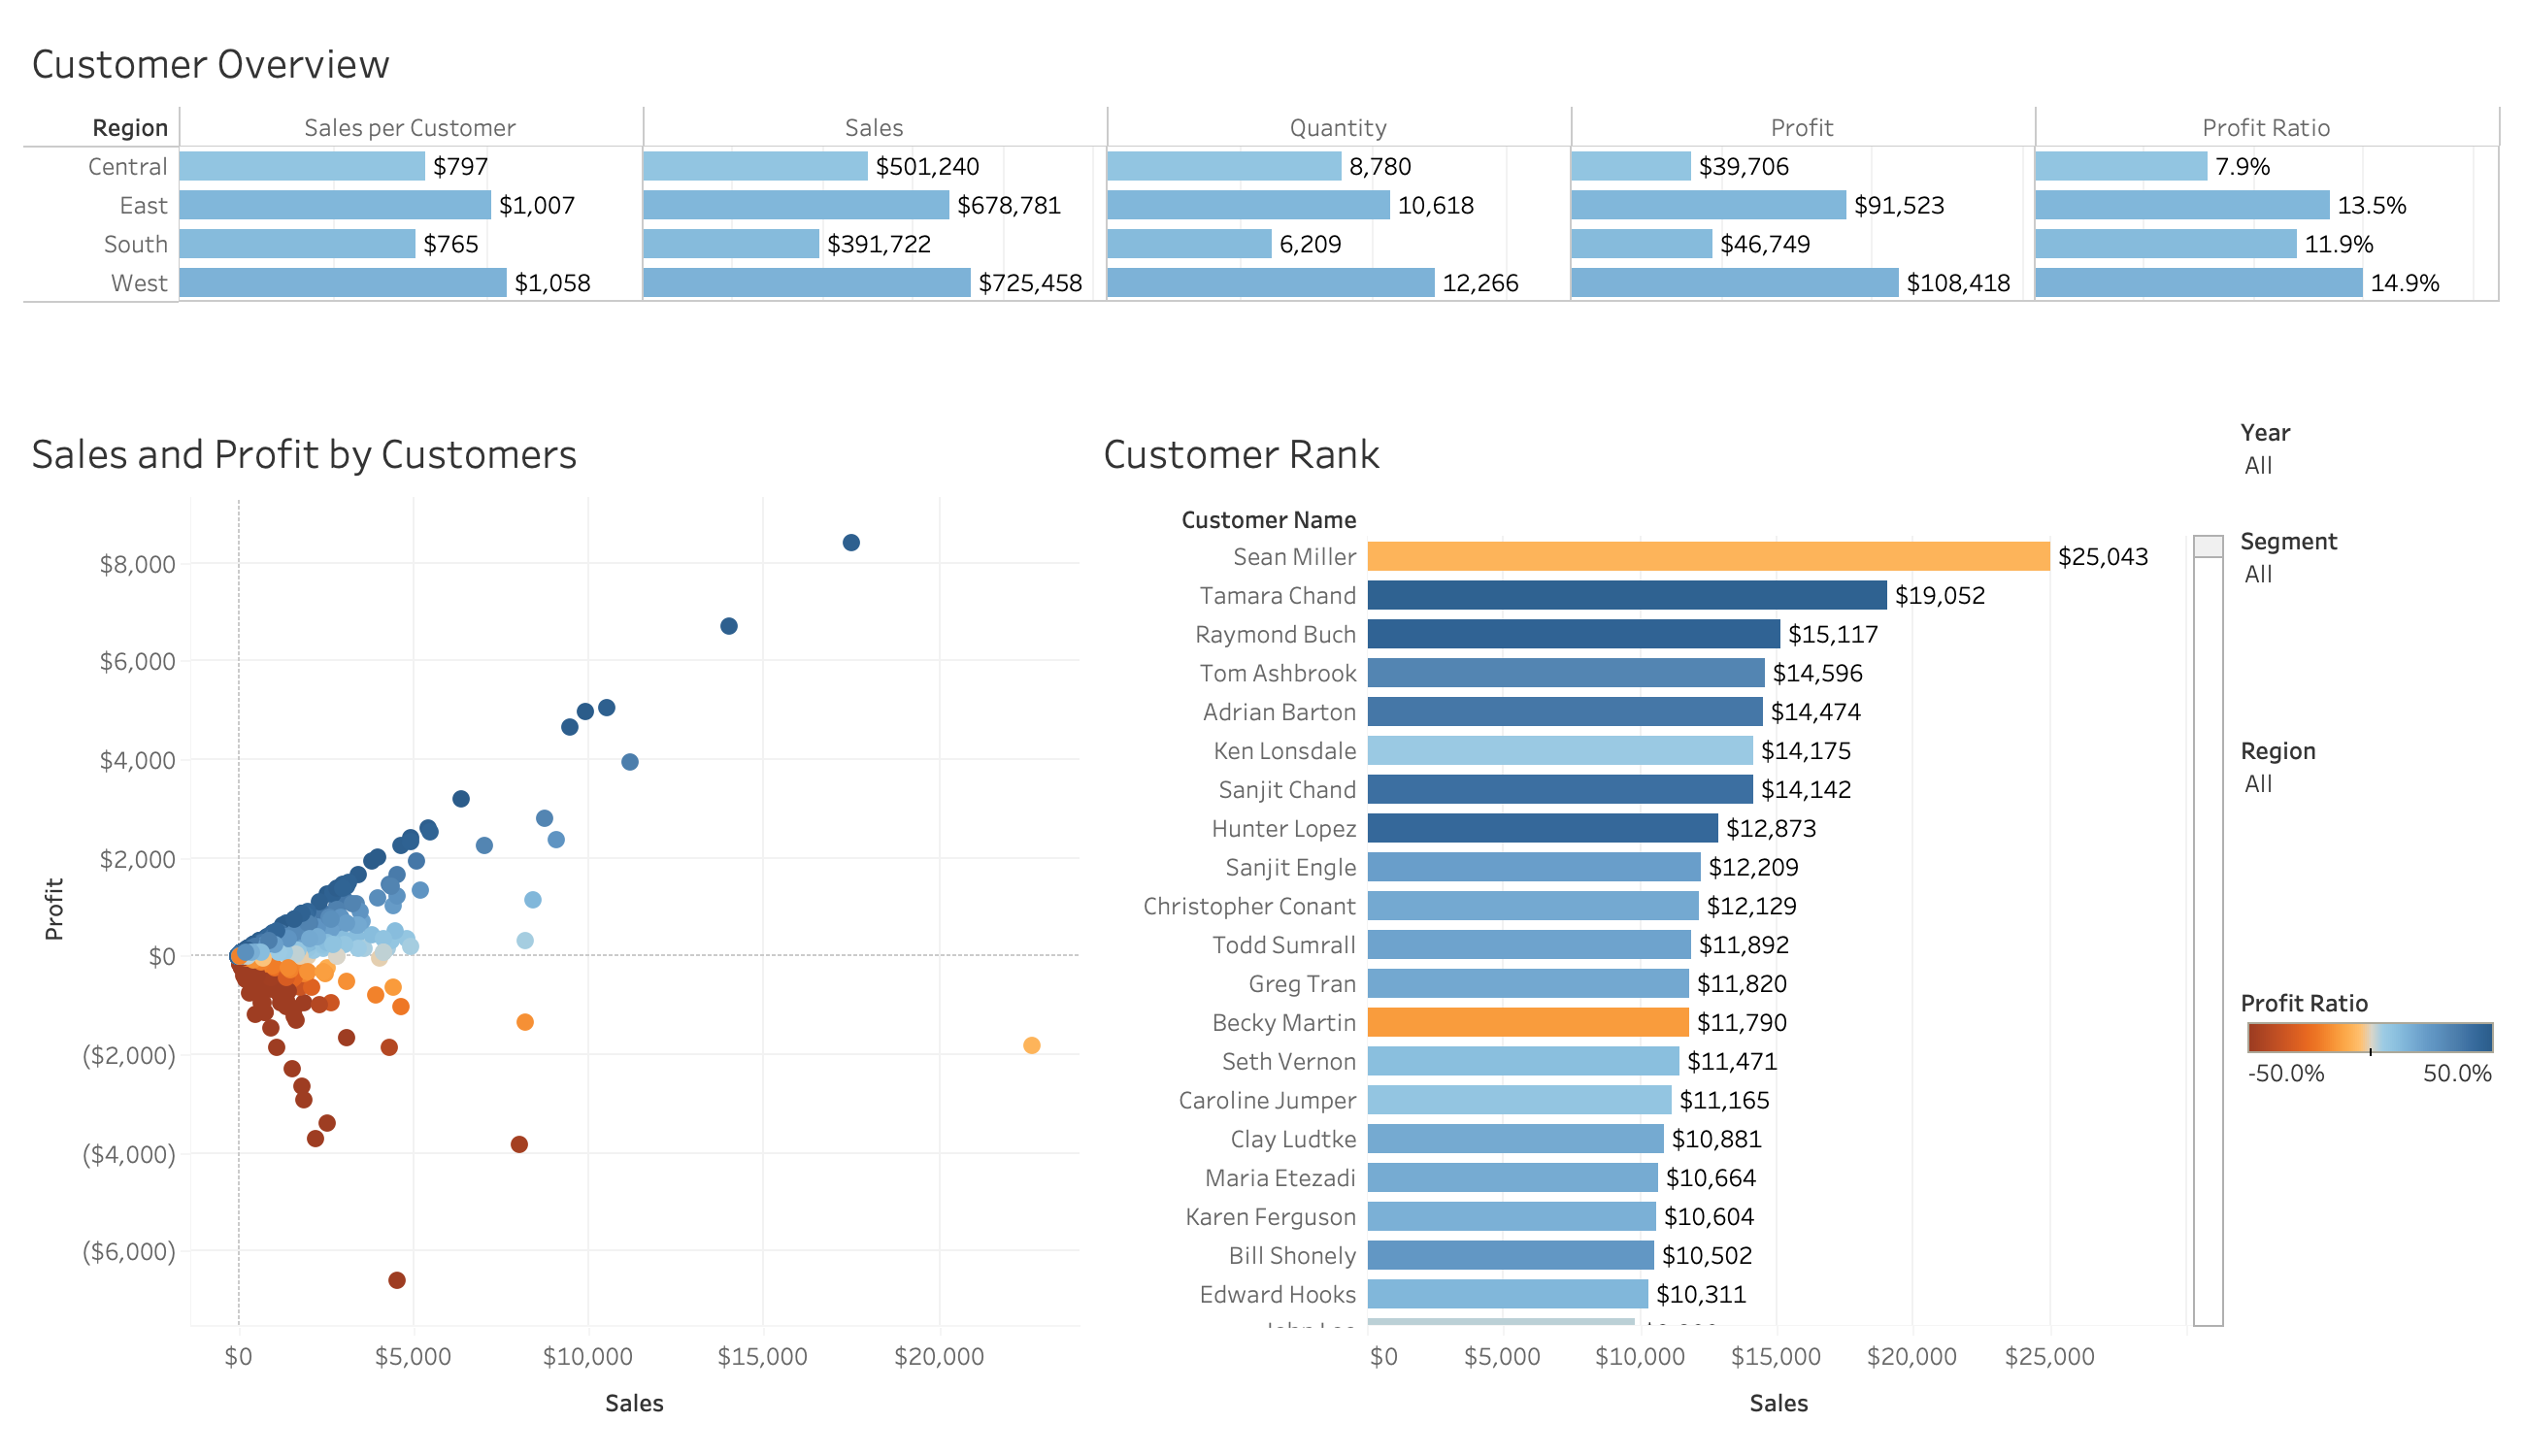 Customer Overview
Region Sales per Customer Sales Quantity Profit Profit Ratio
Central $797 $501,240 8,780 $39,706 7.9%
East $1,007 $678,781 10,618 $91,523 13.5%
South $765 $391,722 6,209 $46,749 11.9%
West $1,058 $725,458 12,266 $108,418 14.9%
Sales and Profit by Customers
$8,000
$6,000
$4,000
$2,000
$0
($2,000)
($4,000)
($6,000)
Profit
$0 $5,000 $10,000 $15,000 $20,000
Sales
Customer Rank
Customer Name
Sean Miller $25,043
Tamara Chand $19,052
Raymond Buch $15,117
Tom Ashbrook $14,596
Adrian Barton $14,474
Ken Lonsdale $14,175
Sanjit Chand $14,142
Hunter Lopez $12,873
Sanjit Engle $12,209
Christopher Conant $12,129
Todd Sumrall $11,892
Greg Tran $11,820
Becky Martin $11,790
Seth Vernon $11,471
Caroline Jumper $11,165
Clay Ludtke $10,881
Maria Etezadi $10,664
Karen Ferguson $10,604
Bill Shonely $10,502
Edward Hooks $10,311
$0 $5,000 $10,000 $15,000 $20,000 $25,000
Sales
Year
All
Segment
All
Region
All
Profit Ratio
-50.0% 50.0%